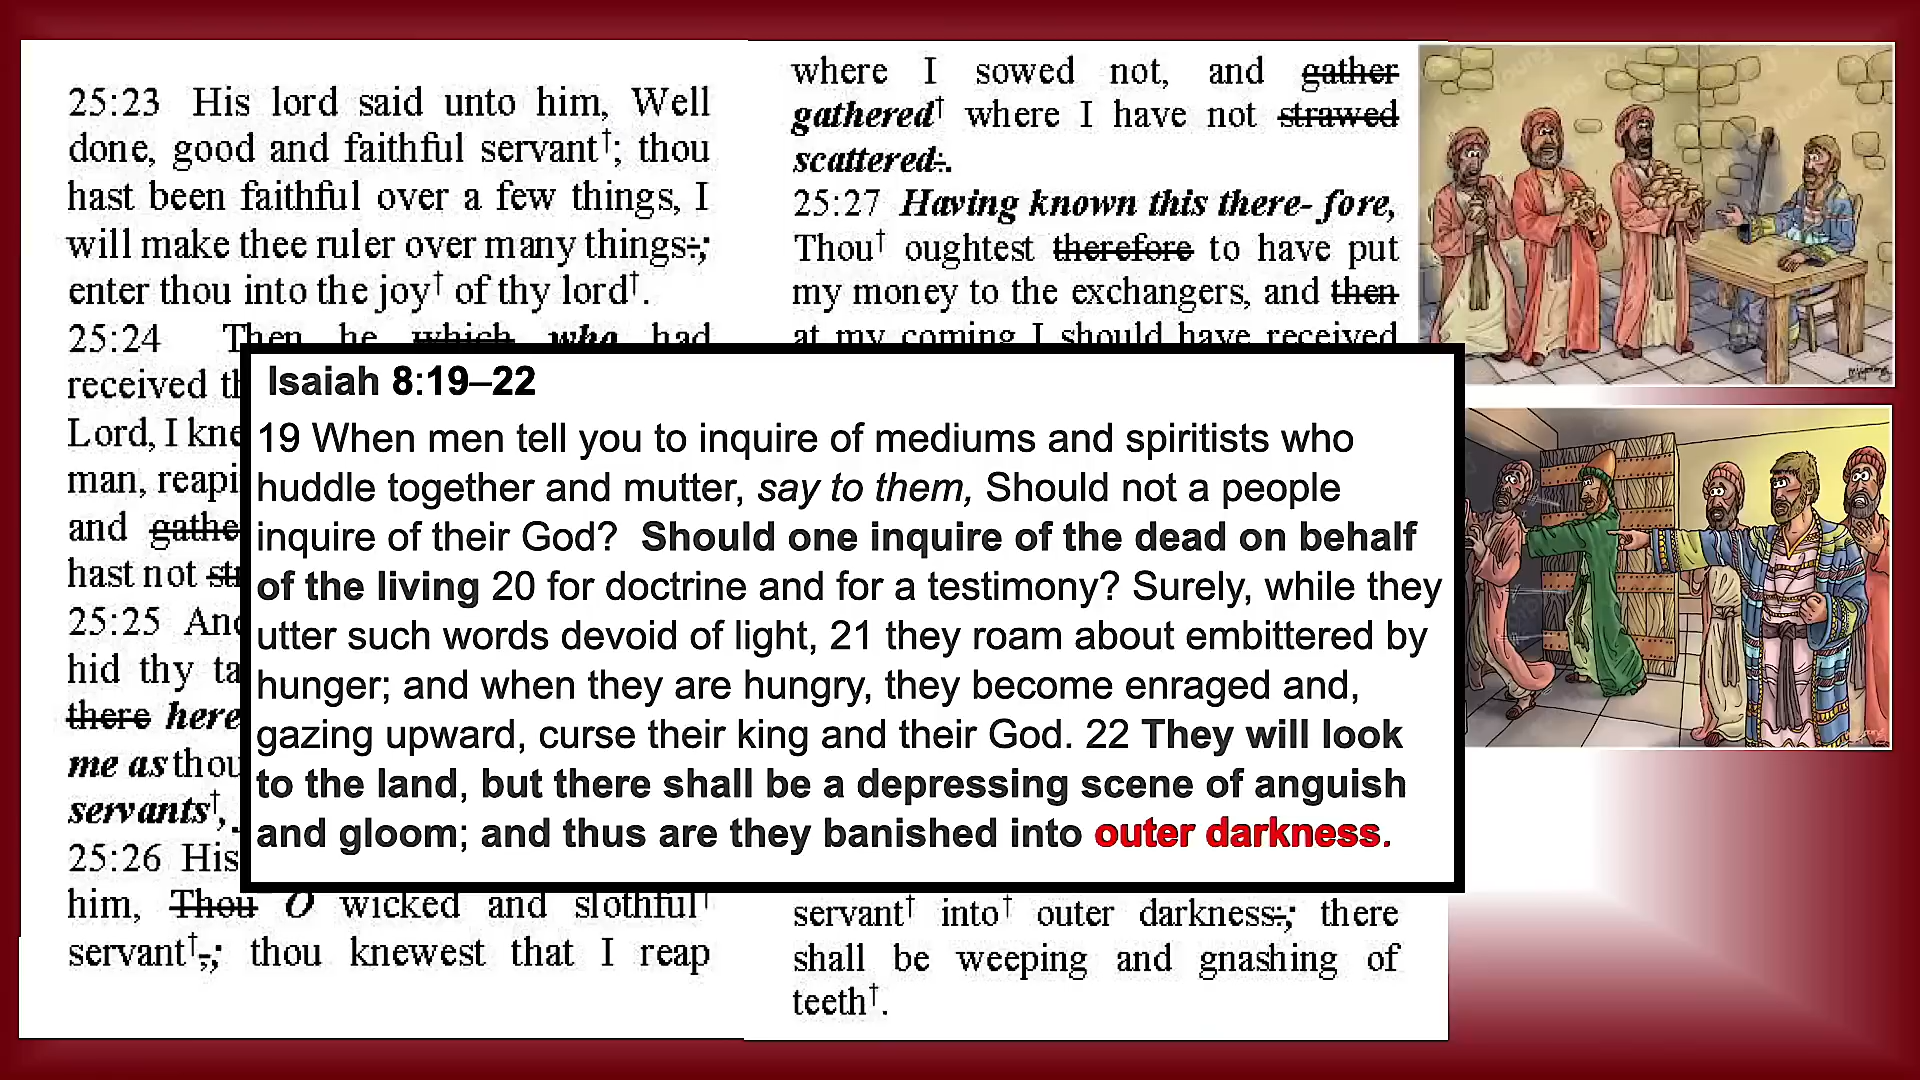 25:23 His lord said unto him, Well
done, good and faithful servant†; thou
hast been faithful over a few things, I
will make thee ruler over many things:;
enter thou into the joy† of thy lord†.
25:24 Then he which who had
received th
Lord, I kne
man, reapi
and gathe
hast not str
25:25 And
hid thy ta
there here
me as thou
servants†,
25:26 His
him, Thou O wicked and slothful†
servant†,; thou knewest that I reap
where I sowed not, and gather
gathered† where I have not strawed
scattered:.
25:27 Having known this there- fore,
Thou† oughtest therefore to have put
my money to the exchangers, and then
at my coming I should have received
Isaiah 8:19–22
19 When men tell you to inquire of mediums and spiritists who
huddle together and mutter, say to them, Should not a people
inquire of their God? Should one inquire of the dead on behalf
of the living 20 for doctrine and for a testimony? Surely, while they
utter such words devoid of light, 21 they roam about embittered by
hunger; and when they are hungry, they become enraged and,
gazing upward, curse their king and their God. 22 They will look
to the land, but there shall be a depressing scene of anguish
and gloom; and thus are they banished into outer darkness.
servant† into† outer darkness:; there
shall be weeping and gnashing of
teeth†.